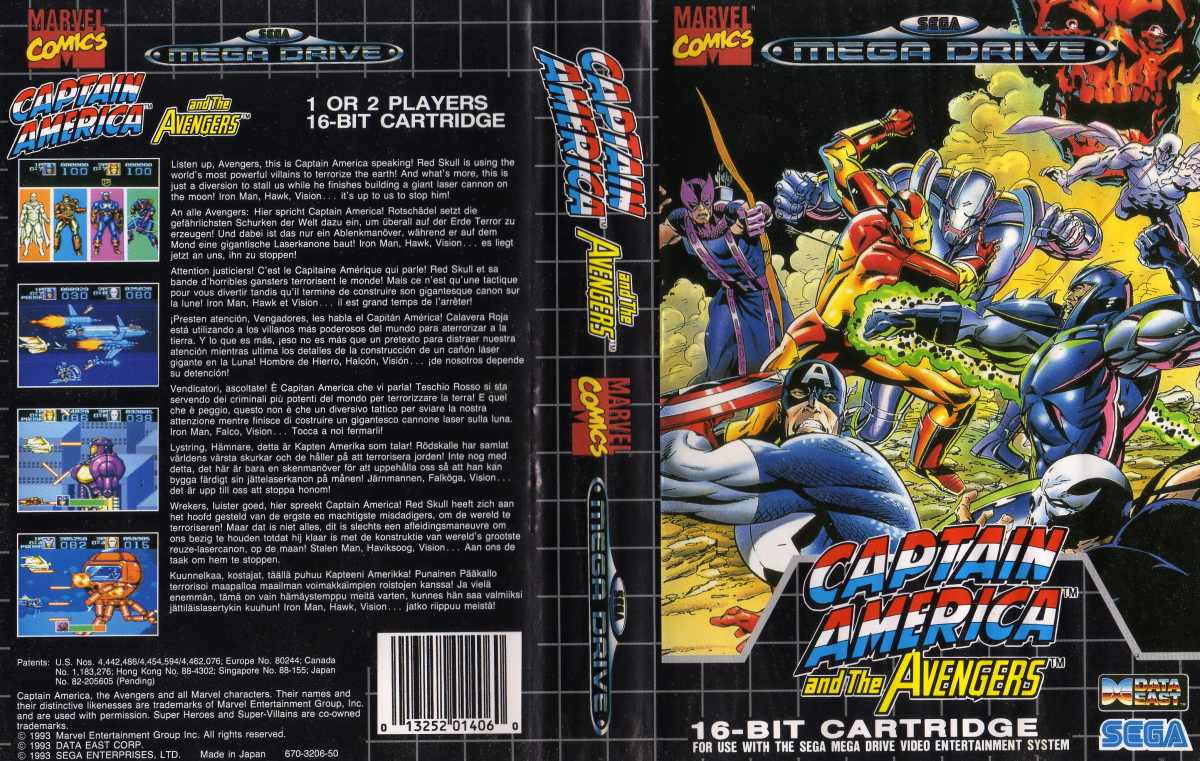 MARVEL
COMICS
SEGA
MEGA DRIVE
CAPTAIN
AMERICA™
and The
AVENGERS™
1 OR 2 PLAYERS
16-BIT CARTRIDGE
Listen up, Avengers, this is Captain America speaking! Red Skull is using the
world's most powerful villains to terrorize the earth! And what's more, this is
just a diversion to stall us while he finishes building a giant laser cannon on
the moon! Iron Man, Hawk, Vision... it's up to us to stop him!
An alle Avengers: Hier spricht Captain America! Rotschädel setzt die
gefährlichsten Schurken der Welt dazu ein, um überall auf der Erde Terror zu
erzeugen! Und dabei ist das nur ein Ablenkmanöver, während er auf dem
Mond eine gigantische Laserkanone baut! Iron Man, Hawk, Vision... es liegt
jetzt an uns, ihn zu stoppen!
Attention justiciers! C'est le Capitaine Amérique qui parle! Red Skull et sa
bande d'horribles gansters terrorisent le monde! Mais ce n'est qu'une tactique
pour vous divertir tandis qu'il termine de construire son gigantesque canon sur
la lune! Iron Man, Hawk et Vision... il est grand temps de l'arrêter!
¡Presten atención, Vengadores, les habla el Capitán América! Calavera Roja
está utilizando a los villanos más poderosos del mundo para aterrorizar a la
tierra. Y lo que es más, ¡eso no es más que un pretexto para distraer nuestra
atención mientras ultima los detalles de la construcción de un cañón láser
gigante en la Luna! Hombre de Hierro, Halcón, Visión... ¡de nosotros depende
su detención!
Vendicatori, ascoltate! È Capitan America che vi parla! Teschio Rosso si sta
servendo dei criminali più potenti del mondo per terrorizzare la terra! E quel
che è peggio, questo non è che un diversivo tattico per sviare la nostra
attenzione mentre finisce di costruire un gigantesco cannone laser sulla luna.
Iron Man, Falco, Vision... Tocca a noi fermarli!
Lystring, Hämnare, detta är Kapten Amerika som talar! Rödskalle har samlat
världens värsta skurkar och de håller på att terrorisera jorden! Inte nog med
detta, det här är bara en skenmanöver för att uppehålla oss så att han kan
bygga färdigt sin jättelaserkanon på månen! Järnmannen, Falköga, Vision...
det är upp till oss att stoppa honom!
Wrekers, luister goed, hier spreekt Captain America! Red Skull heeft zich aan
het hoofd gesteld van de ergste en machtigste misdadigers, om de wereld te
terroriseren! Maar dat is niet alles, dit is slechts een afleidingsmaneuvre om
ons bezig te houden totdat hij klaar is met de konstruktie van wereld's grootste
reuze-lasercanon, op de maan! Stalen Man, Haviksoog, Vision... Aan ons de
taak om hem te stoppen.
Kuunnelkaa, kostajat, täällä puhuu Kapteeni Amerikka! Punainen Pääkallo
terrorisoi maapalloa maailman voimakkaimpien roistojen kanssa! Ja vielä
enemmän, tämä on vain hämäystemppu meitä varten, kunnes hän saa valmiiksi
jättiläislasertykin kuuhun! Iron Man, Hawk, Vision... jatko riippuu meistä!
Patents: U.S. Nos. 4,442,486/4,454,594/4,462,076; Europe No. 80244; Canada
No. 1,183,276; Hong Kong No. 88-4302; Singapore No. 88-155; Japan
No. 82-205605 (Pending)
Captain America, the Avengers and all Marvel characters. Their names and
their distinctive likenesses are trademarks of Marvel Entertainment Group, Inc.
and are used with permission. Super Heroes and Super-Villains are co-owned
trademarks.
© 1993 Marvel Entertainment Group Inc. All rights reserved.
© 1993 DATA EAST CORP.
© 1993 SEGA ENTERPRISES, LTD. Made in Japan 670-3206-50
0 13252 01406 0
CAPTAIN
AMERICA™
and The
AVENGERS™
MARVEL
COMICS
SEGA
MEGA DRIVE
MARVEL
COMICS
SEGA
MEGA DRIVE
A
CAPTAIN
AMERICA™
and The AVENGERS™
DATA
EAST
16-BIT CARTRIDGE
FOR USE WITH THE SEGA MEGA DRIVE VIDEO ENTERTAINMENT SYSTEM
SEGA